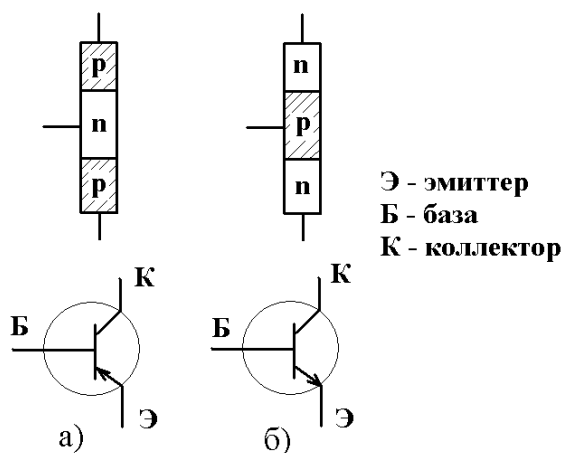 p
n
p
n
p
n
Э - эмиттер
Б - база
К - коллектор
К
Б
Э
а)
К
Б
Э
б)